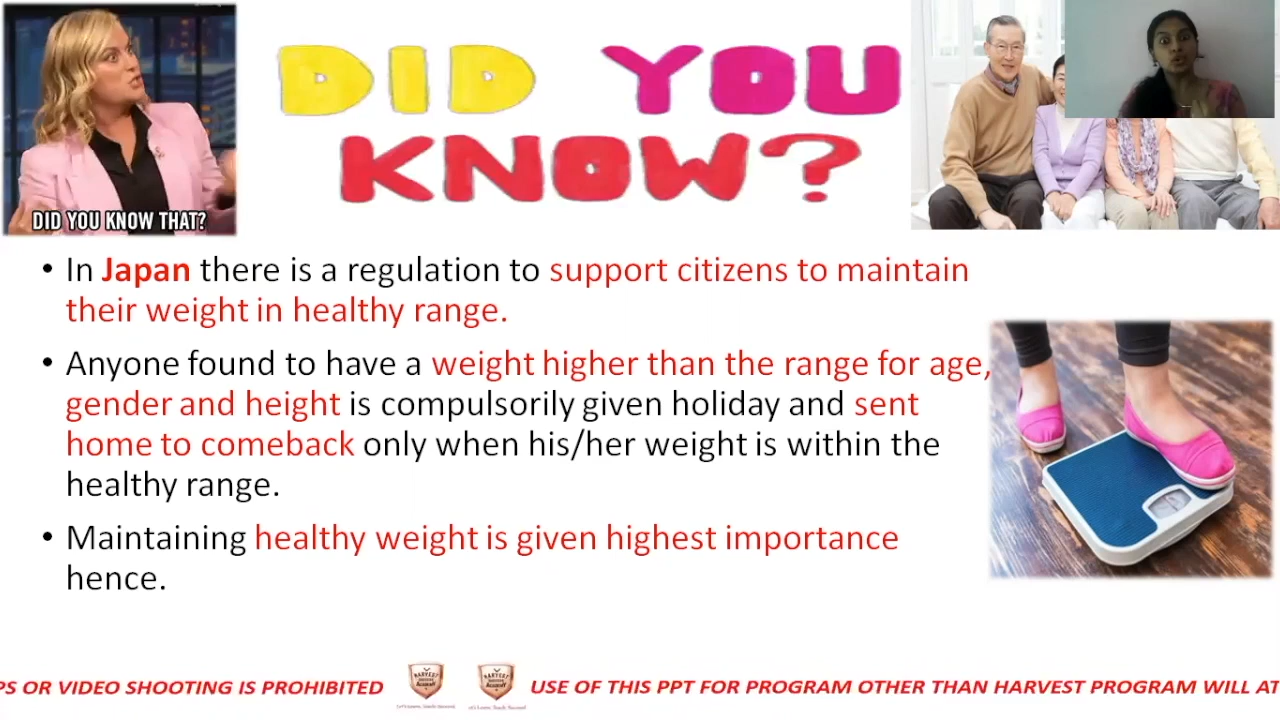 DID YOU
KNOW?
DID YOU KNOW THAT?
• In Japan there is a regulation to support citizens to maintain
their weight in healthy range.
• Anyone found to have a weight higher than the range for age,
gender and height is compulsorily given holiday and sent
home to comeback only when his/her weight is within the
healthy range.
• Maintaining healthy weight is given highest importance
hence.
PS OR VIDEO SHOOTING IS PROHIBITED
HARVEST
Academy
HARVEST
Academy
USE OF THIS PPT FOR PROGRAM OTHER THAN HARVEST PROGRAM WILL AT